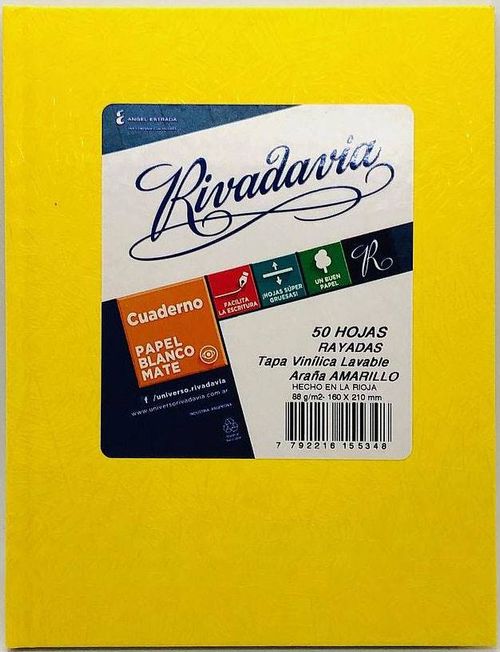 ANGEL ESTRADA
Rivadavia
Cuaderno
PAPEL
BLANCO
MATE
FACILITA
LA ESCRITURA
¡HOJAS SÚPER
GRUESAS!
UN BUEN
PAPEL
R
50 HOJAS
RAYADAS
Tapa Vinílica Lavable
Araña AMARILLO
HECHO EN LA RIOJA
88 g/m2- 160 X 210 mm
7 792216 155348
f /universo.rivadavia
www.universorivadavia.com.ar
INDUSTRIA ARGENTINA